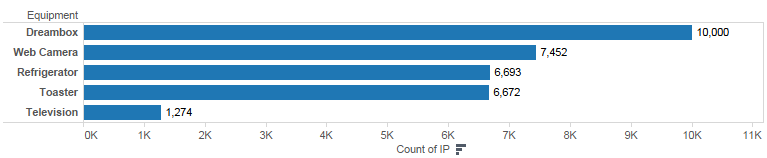 Equipment
Dreambox 10,000
Web Camera 7,452
Refrigerator 6,693
Toaster 6,672
Television 1,274
0K 1K 2K 3K 4K 5K 6K 7K 8K 9K 10K 11K
Count of IP